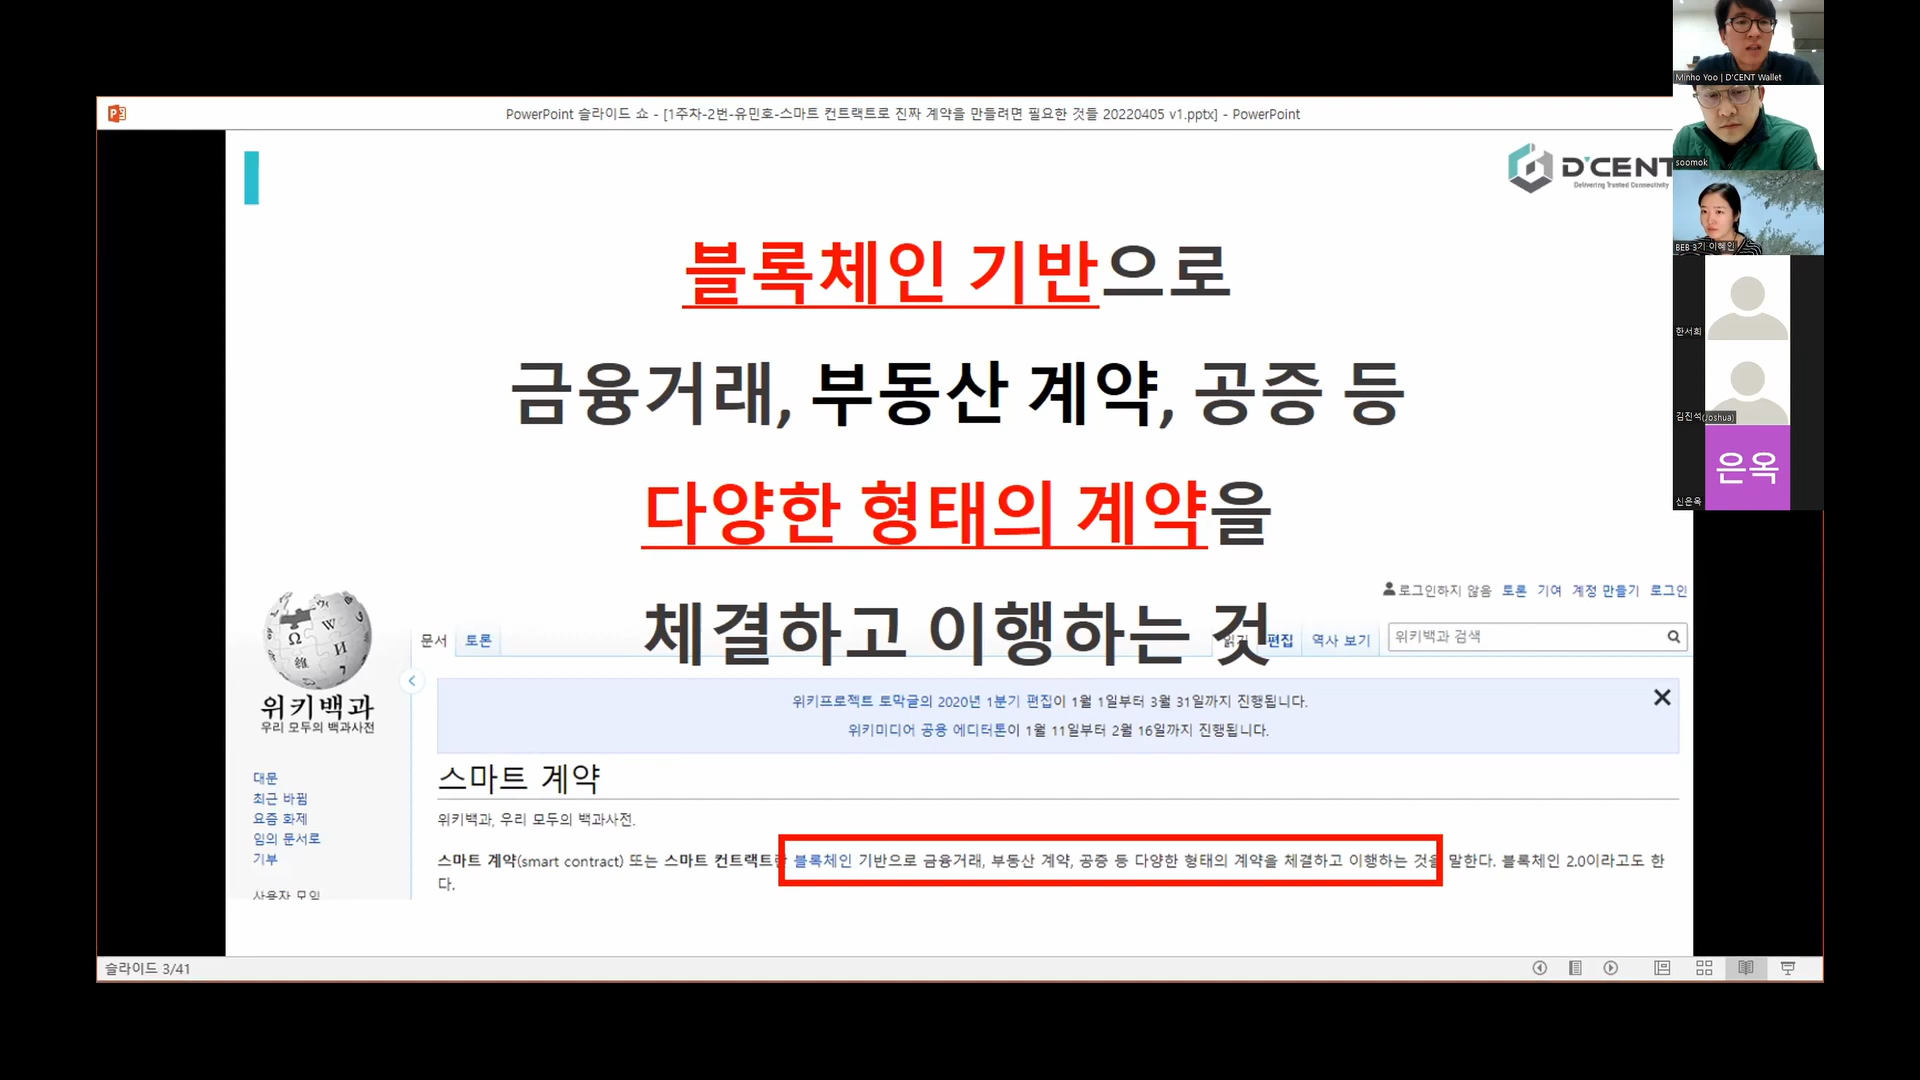 Minho Yoo | D'CENT Wallet
PowerPoint 슬라이드 쇼 - [1주차-2번-유민호-스마트 컨트랙트로 진짜 계약을 만들려면 필요한 것들 20220405 v1.pptx] - PowerPoint
soomok
D'CENT
Delivering Trusted Connectivity
BEB 3기 이혜인
블록체인 기반으로
한서희
금융거래, 부동산 계약, 공증 등
김진석(Joshua)
은옥
신은옥
다양한 형태의 계약을
로그인하지 않음 토론 기여 계정 만들기 로그인
체결하고 이행하는 것
문서 토론 읽기 편집 역사 보기 위키백과 검색
위키백과
우리 모두의 백과사전
위키프로젝트 토막글의 2020년 1분기 편집이 1월 1일부터 3월 31일까지 진행됩니다.
위키미디어 공용 에디터톤이 1월 11일부터 2월 16일까지 진행됩니다.
대문
최근 바뀜
요즘 화제
임의 문서로
기부
사용자 모임
스마트 계약
위키백과, 우리 모두의 백과사전.
스마트 계약(smart contract) 또는 스마트 컨트랙트란 블록체인 기반으로 금융거래, 부동산 계약, 공증 등 다양한 형태의 계약을 체결하고 이행하는 것을 말한다. 블록체인 2.0이라고도 한
다.
슬라이드 3/41